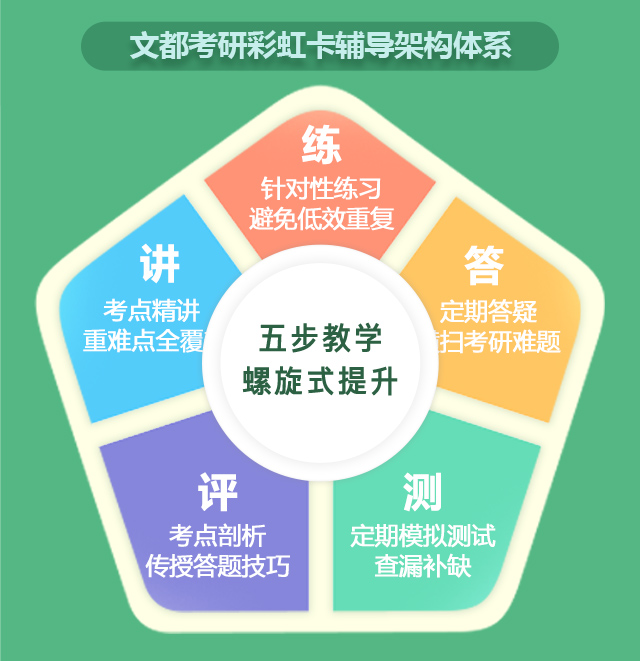 文都考研彩虹卡辅导架构体系
练
针对性练习
避免低效重复
讲
考点精讲
重难点全覆
答
定期答疑
扫考研难题
五步教学
螺旋式提升
评
考点剖析
传授答题技巧
测
定期模拟测试
查漏补缺